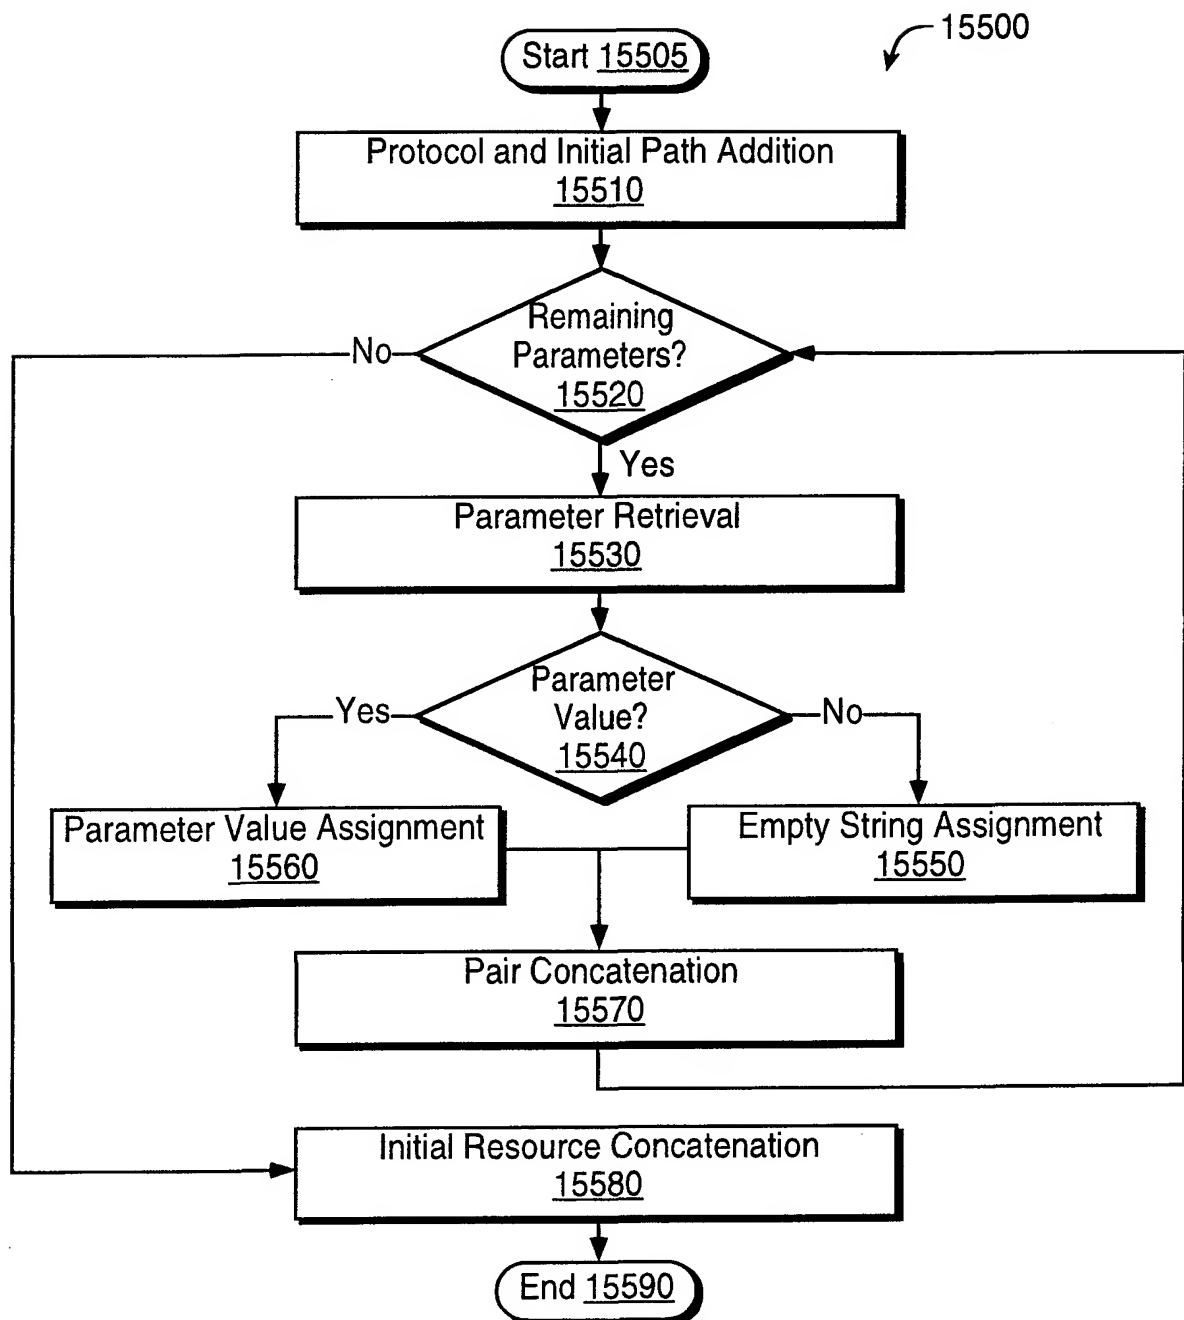 15500
Start 15505
Protocol and Initial Path Addition
15510
Remaining
Parameters?
15520
No
Yes
Parameter Retrieval
15530
Parameter
Value?
15540
Yes
No
Parameter Value Assignment
15560
Empty String Assignment
15550
Pair Concatenation
15570
Initial Resource Concatenation
15580
End 15590